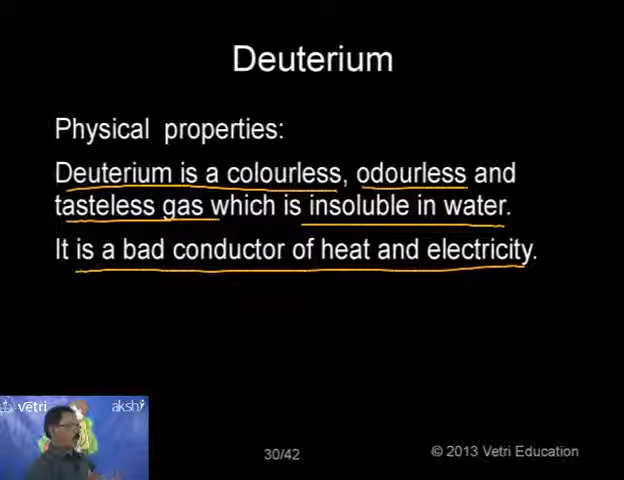 Deuterium
Physical properties:
Deuterium is a colourless, odourless and
tasteless gas which is insoluble in water.
It is a bad conductor of heat and electricity.
vetri
akshi
30/42
© 2013 Vetri Education